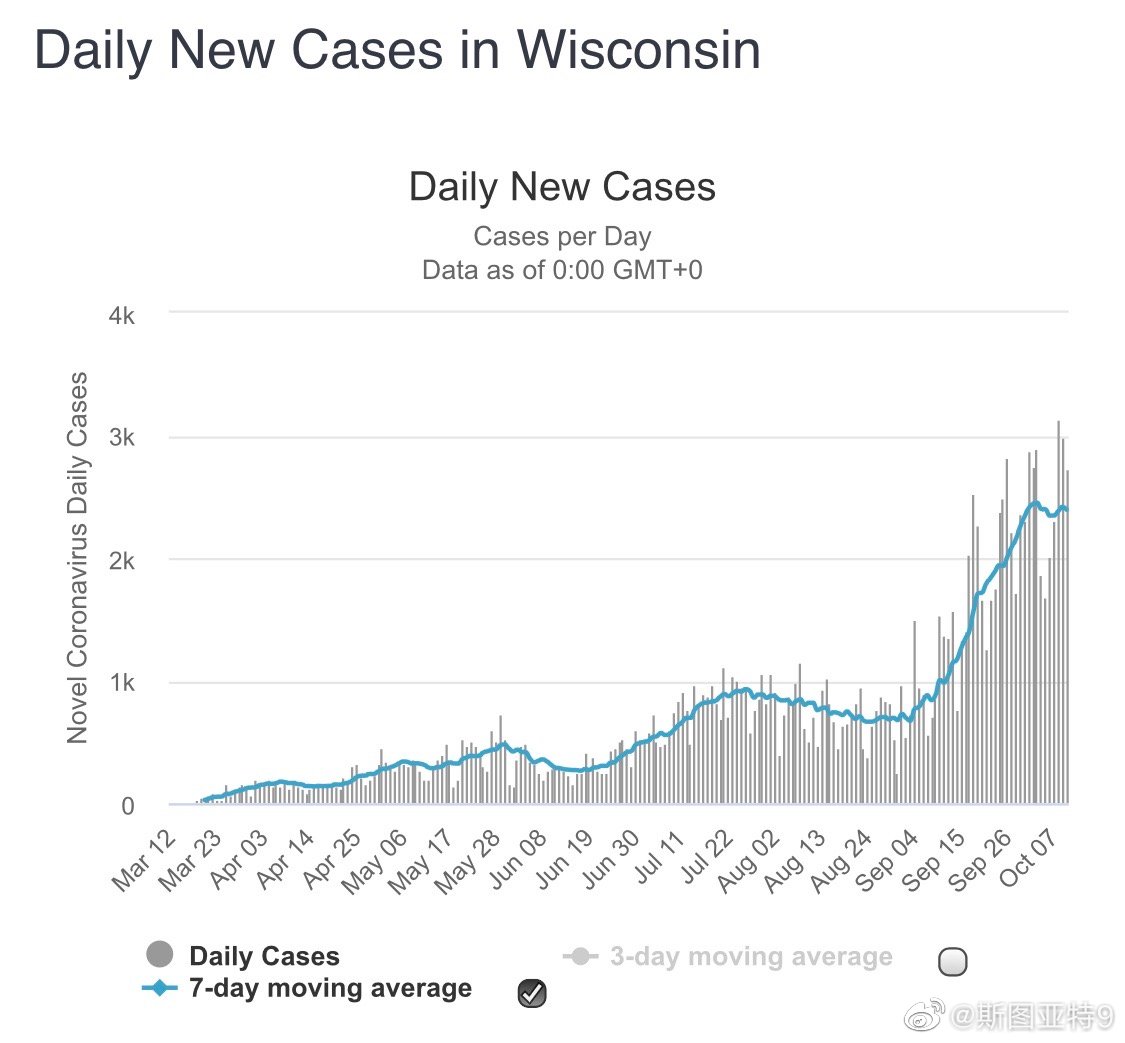 Daily New Cases in Wisconsin
Daily New Cases
Cases per Day
Data as of 0:00 GMT+0
Novel Coronavirus Daily Cases
4k
3k
2k
1k
0
Mar 12
Mar 23
Apr 03
Apr 14
Apr 25
May 06
May 17
May 28
Jun 08
Jun 19
Jun 30
Jul 11
Jul 22
Aug 02
Aug 13
Aug 24
Sep 04
Sep 15
Sep 26
Oct 07
Daily Cases
3-day moving average
7-day moving average
@斯图亚特9